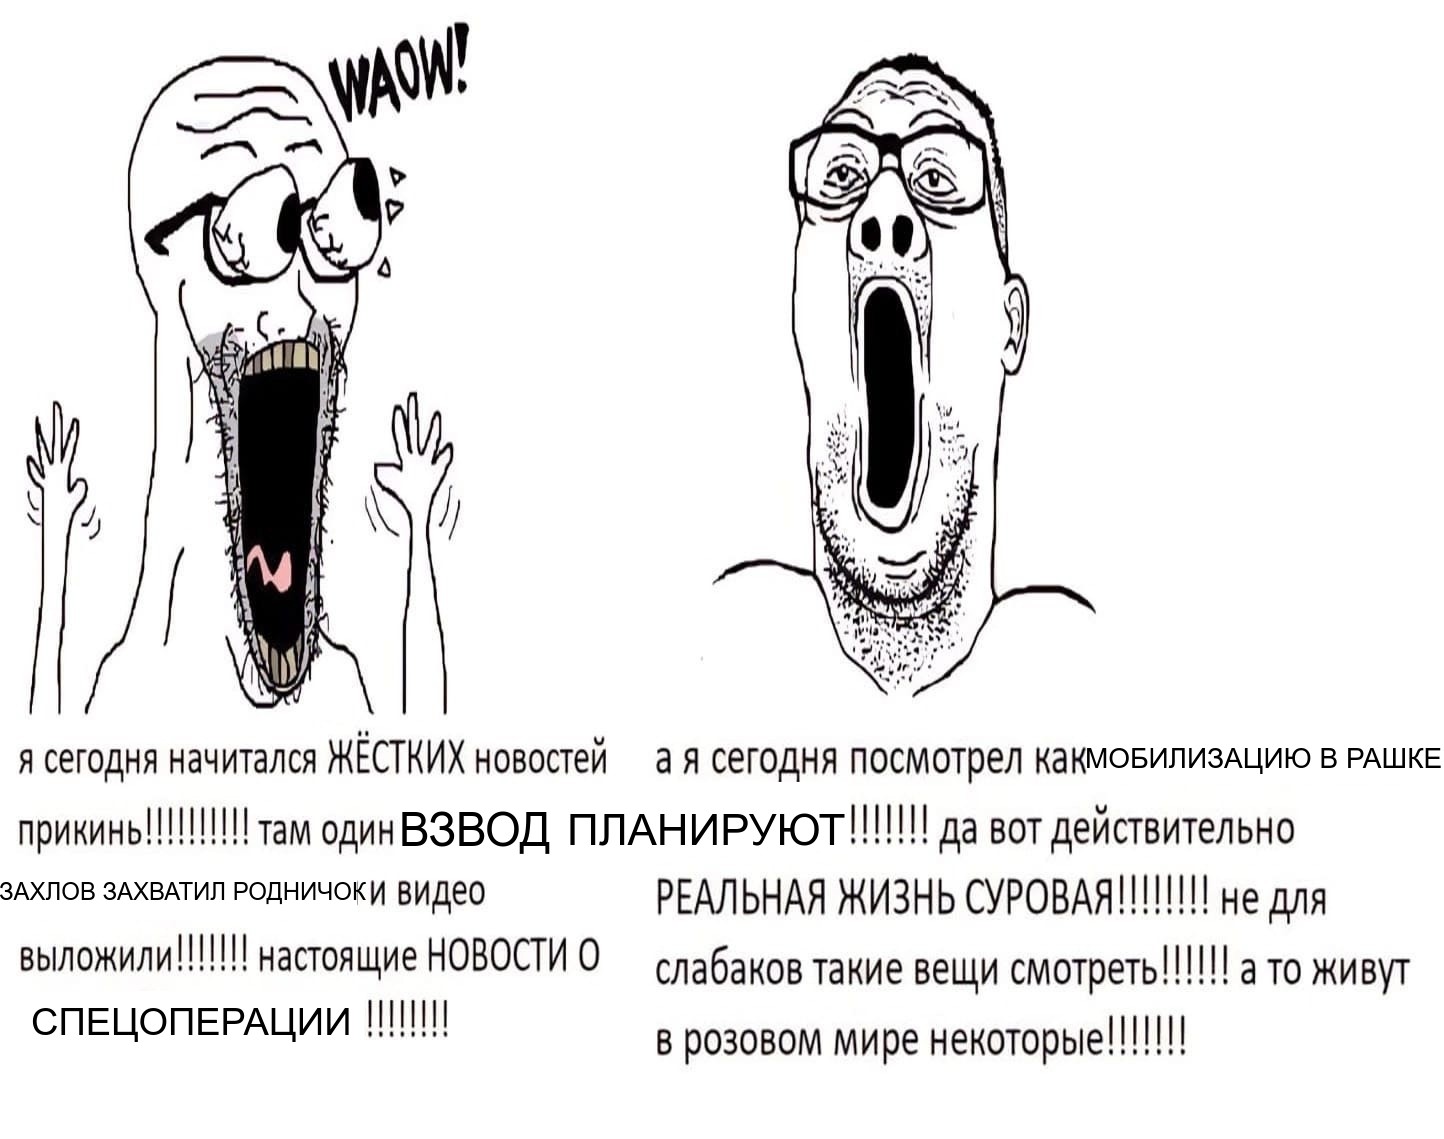 WAOW!
я сегодня начитался ЖЁСТКИХ новостей
прикинь!!!!!!!!!! там один ВЗВОД
ЗАХЛОВ ЗАХВАТИЛ РОДНИЧОК и видео
выложили!!!!!!! настоящие НОВОСТИ О
СПЕЦОПЕРАЦИИ !!!!!!!!
а я сегодня посмотрел как МОБИЛИЗАЦИЮ В РАШКЕ
ПЛАНИРУЮТ!!!!!!! да вот действительно
РЕАЛЬНАЯ ЖИЗНЬ СУРОВАЯ!!!!!!!! не для
слабаков такие вещи смотреть!!!!!! а то живут
в розовом мире некоторые!!!!!!!